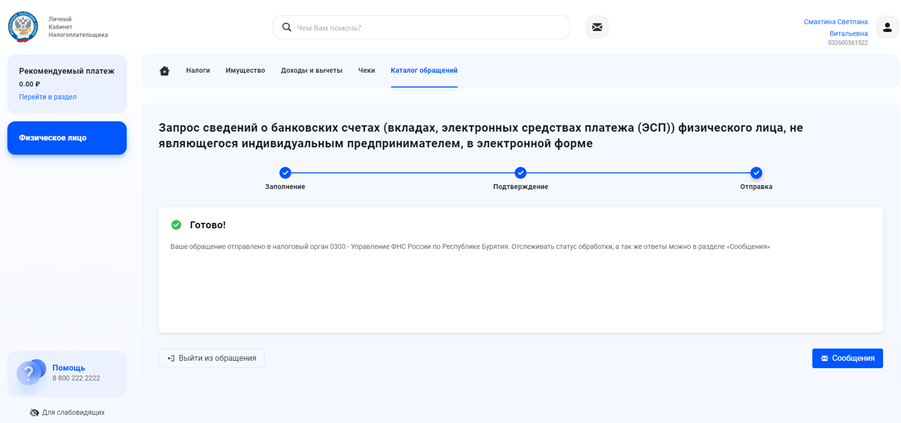 Личный
Кабинет
Налогоплательщика
Чем Вам помочь?
Смахтина Светлана
Витальевна
032600561522
Рекомендуемый платеж
0.00 ₽
Перейти в раздел
Физическое лицо
Налоги Имущество Доходы и вычеты Чеки Каталог обращений
Запрос сведений о банковских счетах (вкладах, электронных средствах платежа (ЭСП)) физического лица, не
являющегося индивидуальным предпринимателем, в электронной форме
Заполнение Подтверждение Отправка
Готово!
Ваше обращение отправлено в налоговый орган 0300 - Управление ФНС России по Республике Бурятия. Отслеживать статус обработки, а так же ответы можно в разделе «Сообщения»
Выйти из обращения Сообщения
Помощь
8 800 222 2222
Для слабовидящих